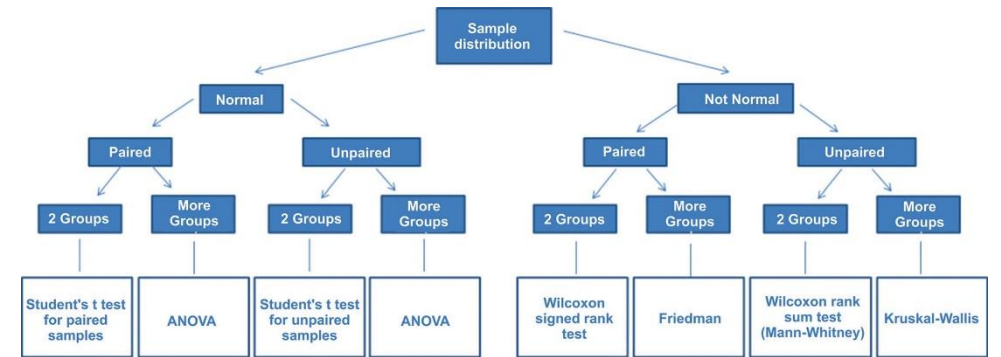 Sample
distribution
Normal
Not Normal
Paired
Unpaired
Paired
Unpaired
2 Groups
More
Groups
2 Groups
More
Groups
2 Groups
More
Groups
2 Groups
More
Groups
Student's t test
for paired
samples
ANOVA
Student's t test
for unpaired
samples
ANOVA
Wilcoxon
signed rank
test
Friedman
Wilcoxon rank
sum test
(Mann-Whitney)
Kruskal-Wallis